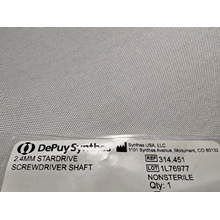 DePuy Synthes
Synthes USA, LLC
1101 Synthes Avenue, Monument, CO 80132
2.4MM STARDRIVE
SCREWDRIVER SHAFT
REF 314.451
LOT 1L76977
NONSTERILE
Qty: 1